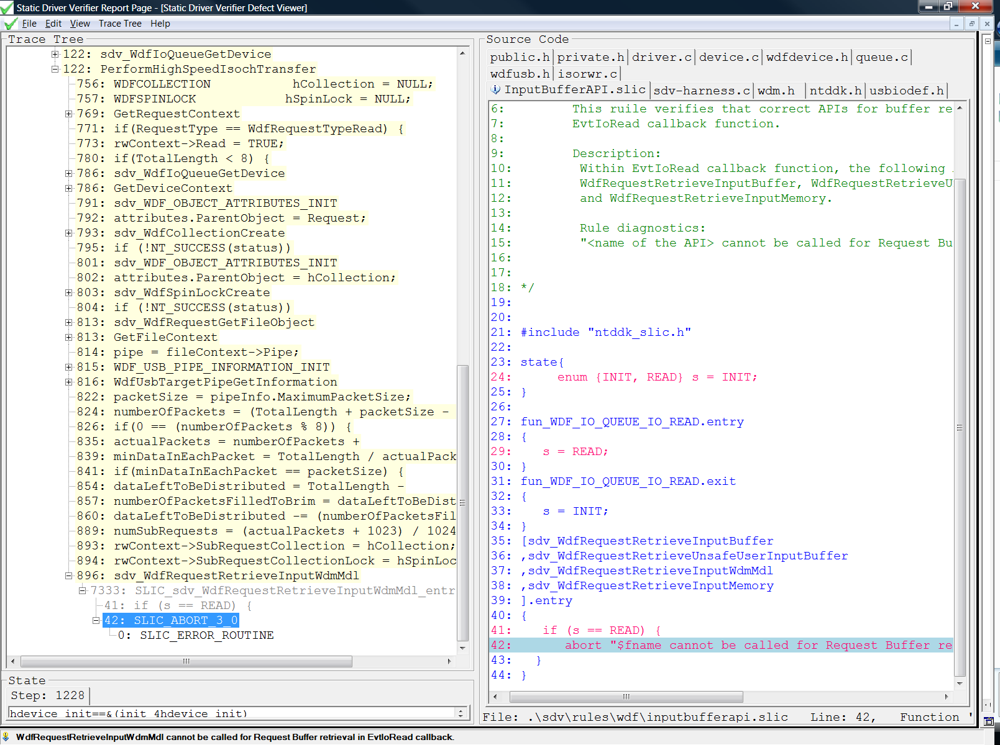 Static Driver Verifier Report Page - [Static Driver Verifier Defect Viewer]
File Edit View Trace Tree Help
Trace Tree
122: sdv_WdfIoQueueGetDevice
122: PerformHighSpeedIsochTransfer
756: WDFCOLLECTION hCollection = NULL;
757: WDFSPINLOCK hSpinLock = NULL;
769: GetRequestContext
771: if(RequestType == WdfRequestTypeRead) {
773: rwContext->Read = TRUE;
780: if(TotalLength < 8) {
786: sdv_WdfIoQueueGetDevice
786: GetDeviceContext
791: sdv_WDF_OBJECT_ATTRIBUTES_INIT
792: attributes.ParentObject = Request;
793: sdv_WdfCollectionCreate
795: if (!NT_SUCCESS(status))
801: sdv_WDF_OBJECT_ATTRIBUTES_INIT
802: attributes.ParentObject = hCollection;
803: sdv_WdfSpinLockCreate
804: if (!NT_SUCCESS(status))
813: sdv_WdfRequestGetFileObject
813: GetFileContext
814: pipe = fileContext->Pipe;
815: WDF_USB_PIPE_INFORMATION_INIT
816: WdfUsbTargetPipeGetInformation
822: packetSize = pipeInfo.MaximumPacketSize;
824: numberOfPackets = (TotalLength + packetSize -
826: if(0 == (numberOfPackets % 8)) {
835: actualPackets = numberOfPackets +
839: minDataInEachPacket = TotalLength / actualPack
841: if(minDataInEachPacket == packetSize) {
854: dataLeftToBeDistributed = TotalLength -
857: numberOfPacketsFilledToBrim = dataLeftToBeDist
860: dataLeftToBeDistributed -= (numberOfPacketsFil
889: numSubRequests = (actualPackets + 1023) / 1024
893: rwContext->SubRequestCollection = hCollection;
894: rwContext->SubRequestCollectionLock = hSpinLoc
896: sdv_WdfRequestRetrieveInputWdmMdl
7333: SLIC_sdv_WdfRequestRetrieveInputWdmMdl_entr
41: if (s == READ) {
42: SLIC_ABORT_3_0
0: SLIC_ERROR_ROUTINE
State
Step: 1228
hdevice init==&(init 4hdevice init)
Source Code
public.h private.h driver.c device.c wdfdevice.h queue.c
wdfusb.h isorwr.c
InputBufferAPI.slic sdv-harness.c wdm.h ntddk.h usbiodef.h
6: This ruile verifies that correct APIs for buffer re
7: EvtIoRead callback function.
8:
9: Description:
10: Within EvtIoRead callback function, the following
11: WdfRequestRetrieveInputBuffer, WdfRequestRetrieveU
12: and WdfRequestRetrieveInputMemory.
13:
14: Rule diagnostics:
15: "<name of the API> cannot be called for Request Bu
16:
17:
18: */
19:
20:
21: #include "ntddk_slic.h"
22:
23: state{
24: enum {INIT, READ} s = INIT;
25: }
26:
27: fun_WDF_IO_QUEUE_IO_READ.entry
28: {
29: s = READ;
30: }
31: fun_WDF_IO_QUEUE_IO_READ.exit
32: {
33: s = INIT;
34: }
35: [sdv_WdfRequestRetrieveInputBuffer
36: ,sdv_WdfRequestRetrieveUnsafeUserInputBuffer
37: ,sdv_WdfRequestRetrieveInputWdmMdl
38: ,sdv_WdfRequestRetrieveInputMemory
39: ].entry
40: {
41: if (s == READ) {
42: abort "$fname cannot be called for Request Buffer re
43: }
44: }
File: .\sdv\rules\wdf\inputbufferapi.slic Line: 42, Function '
WdfRequestRetrieveInputWdmMdl cannot be called for Request Buffer retrieval in EvtIoRead callback.